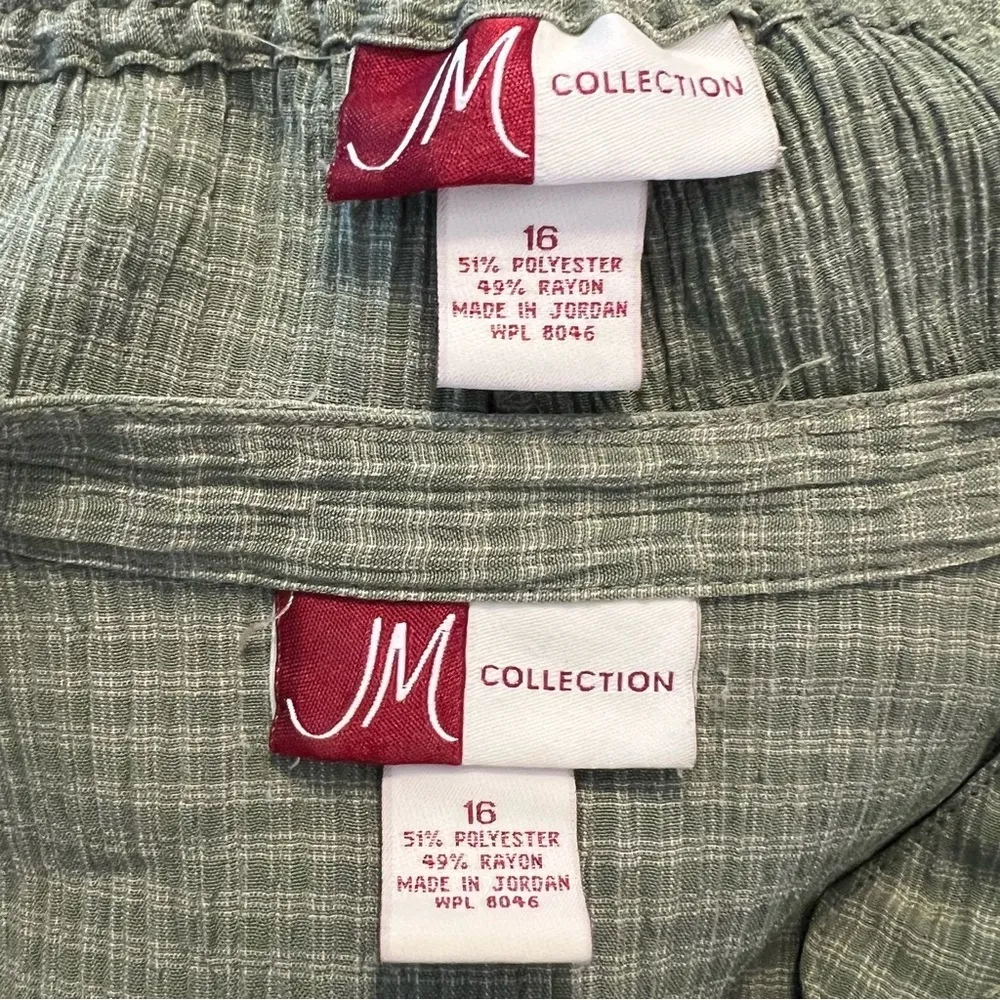 JM COLLECTION
16
51% POLYESTER
49% RAYON
MADE IN JORDAN
WPL 8046
JM COLLECTION
16
51% POLYESTER
49% RAYON
MADE IN JORDAN
WPL 8046